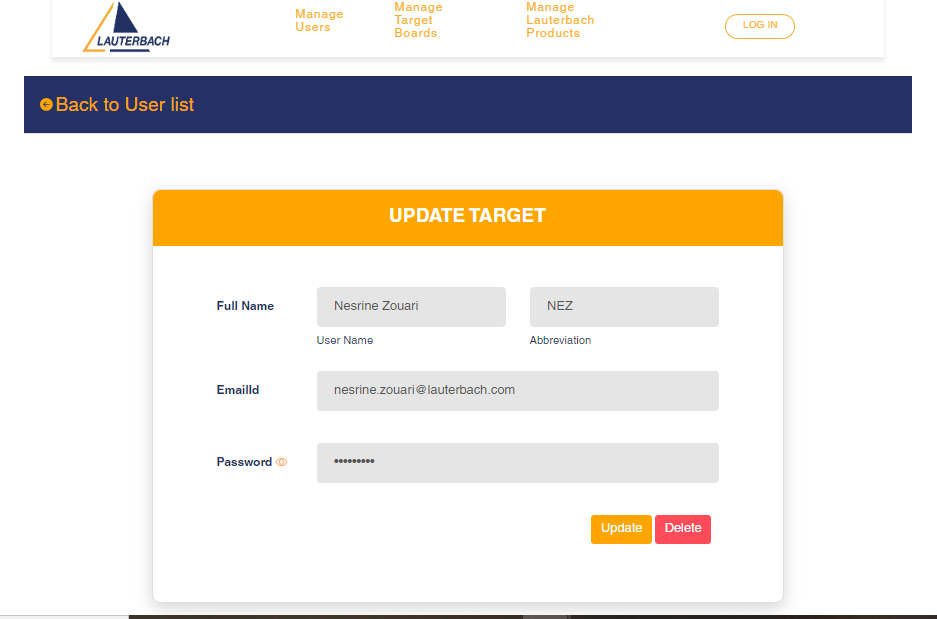 LAUTERBACH
Manage
Users
Manage
Target
Boards
Manage
Lauterbach
Products
LOG IN
Back to User list
UPDATE TARGET
Full Name
Nesrine Zouari
NEZ
User Name
Abbreviation
EmailId
nesrine.zouari@lauterbach.com
Password
•••••••••
Update
Delete